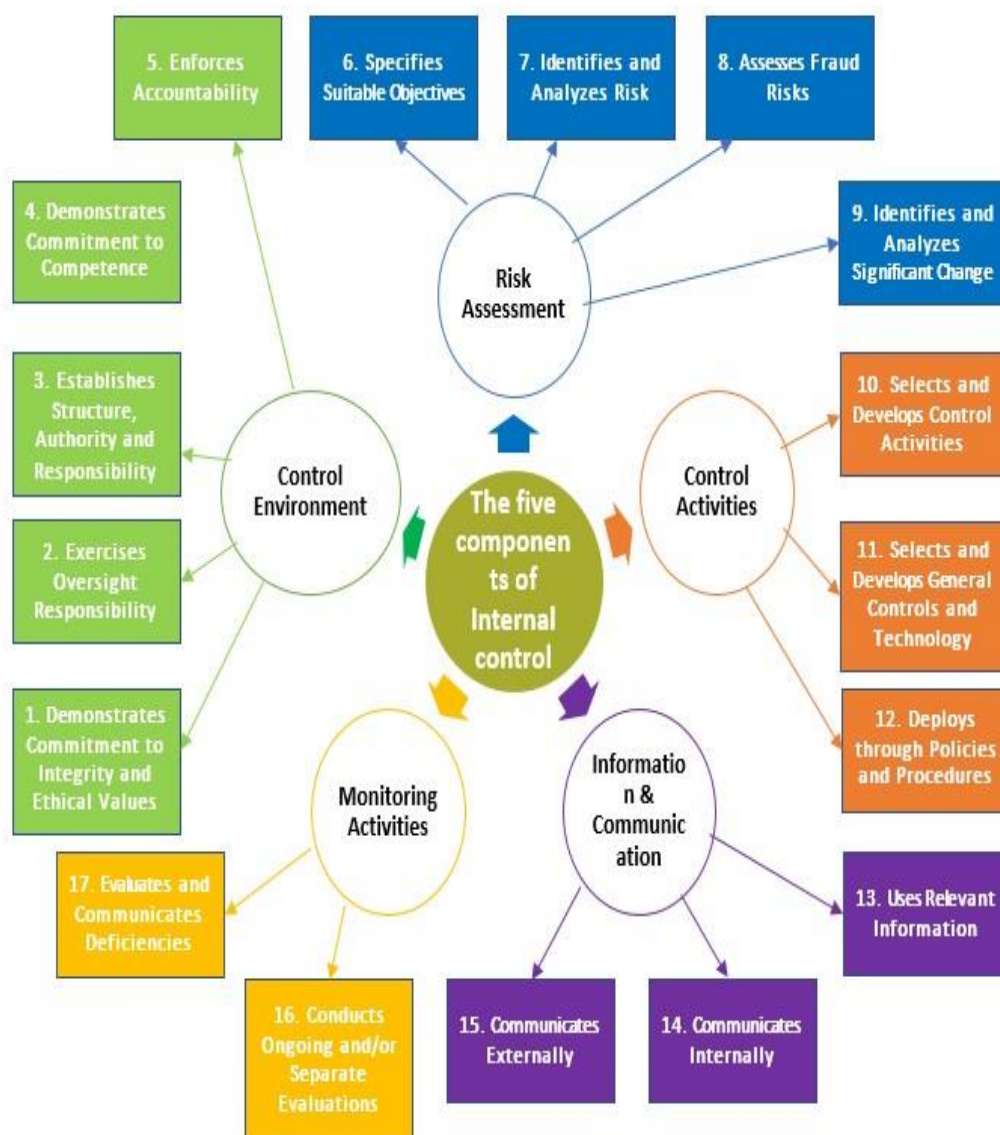 5. Enforces
Accountability
6. Specifies
Suitable Objectives
7. Identifies and
Analyzes Risk
8. Assesses Fraud
Risks
4. Demonstrates
Commitment to
Competence
9. Identifies and
Analyzes
Significant Change
Risk
Assessment
3. Establishes
Structure,
Authority and
Responsibility
Control
Environment
Control
Activities
10. Selects and
Develops Control
Activities
The five
compone
nts of
Internal
control
2. Exercises
Oversight
Responsibility
11. Selects and
Develops General
Controls and
Technology
1. Demonstrates
Commitment to
Integrity and
Ethical Values
Monitoring
Activities
Informatio
n &
Communic
ation
12. Deploys
through Policies
and Procedures
17. Evaluates and
Communicates
Deficiencies
13. Uses Relevant
Information
16. Conducts
Ongoing and/or
Separate
Evaluations
15. Communicates
Externally
14. Communicates
Internally